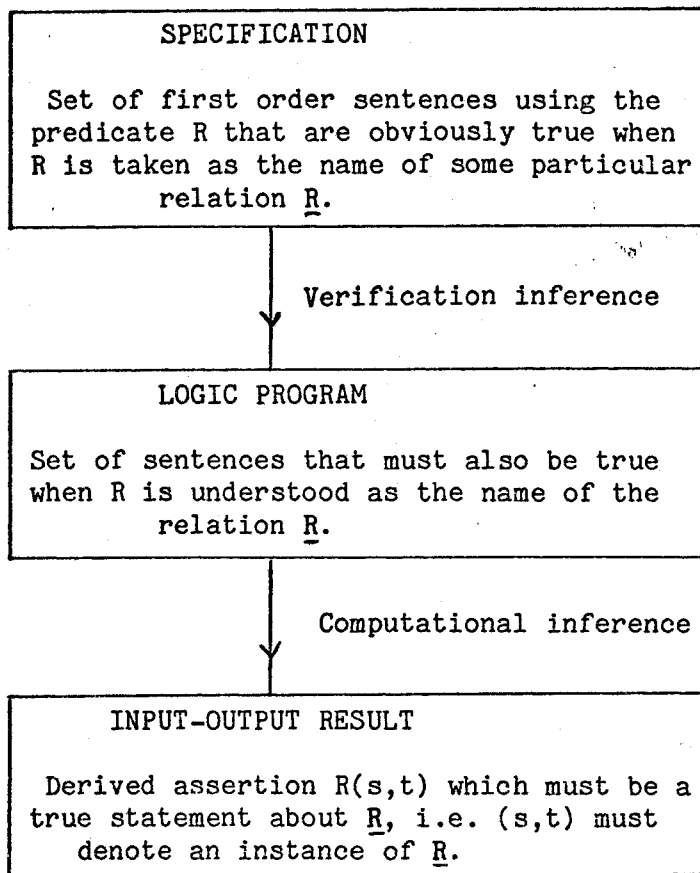 SPECIFICATION
Set of first order sentences using the
predicate R that are obviously true when
R is taken as the name of some particular
relation R.
Verification inference
LOGIC PROGRAM
Set of sentences that must also be true
when R is understood as the name of the
relation R.
Computational inference
INPUT-OUTPUT RESULT
Derived assertion R(s,t) which must be a
true statement about R, i.e. (s,t) must
denote an instance of R.